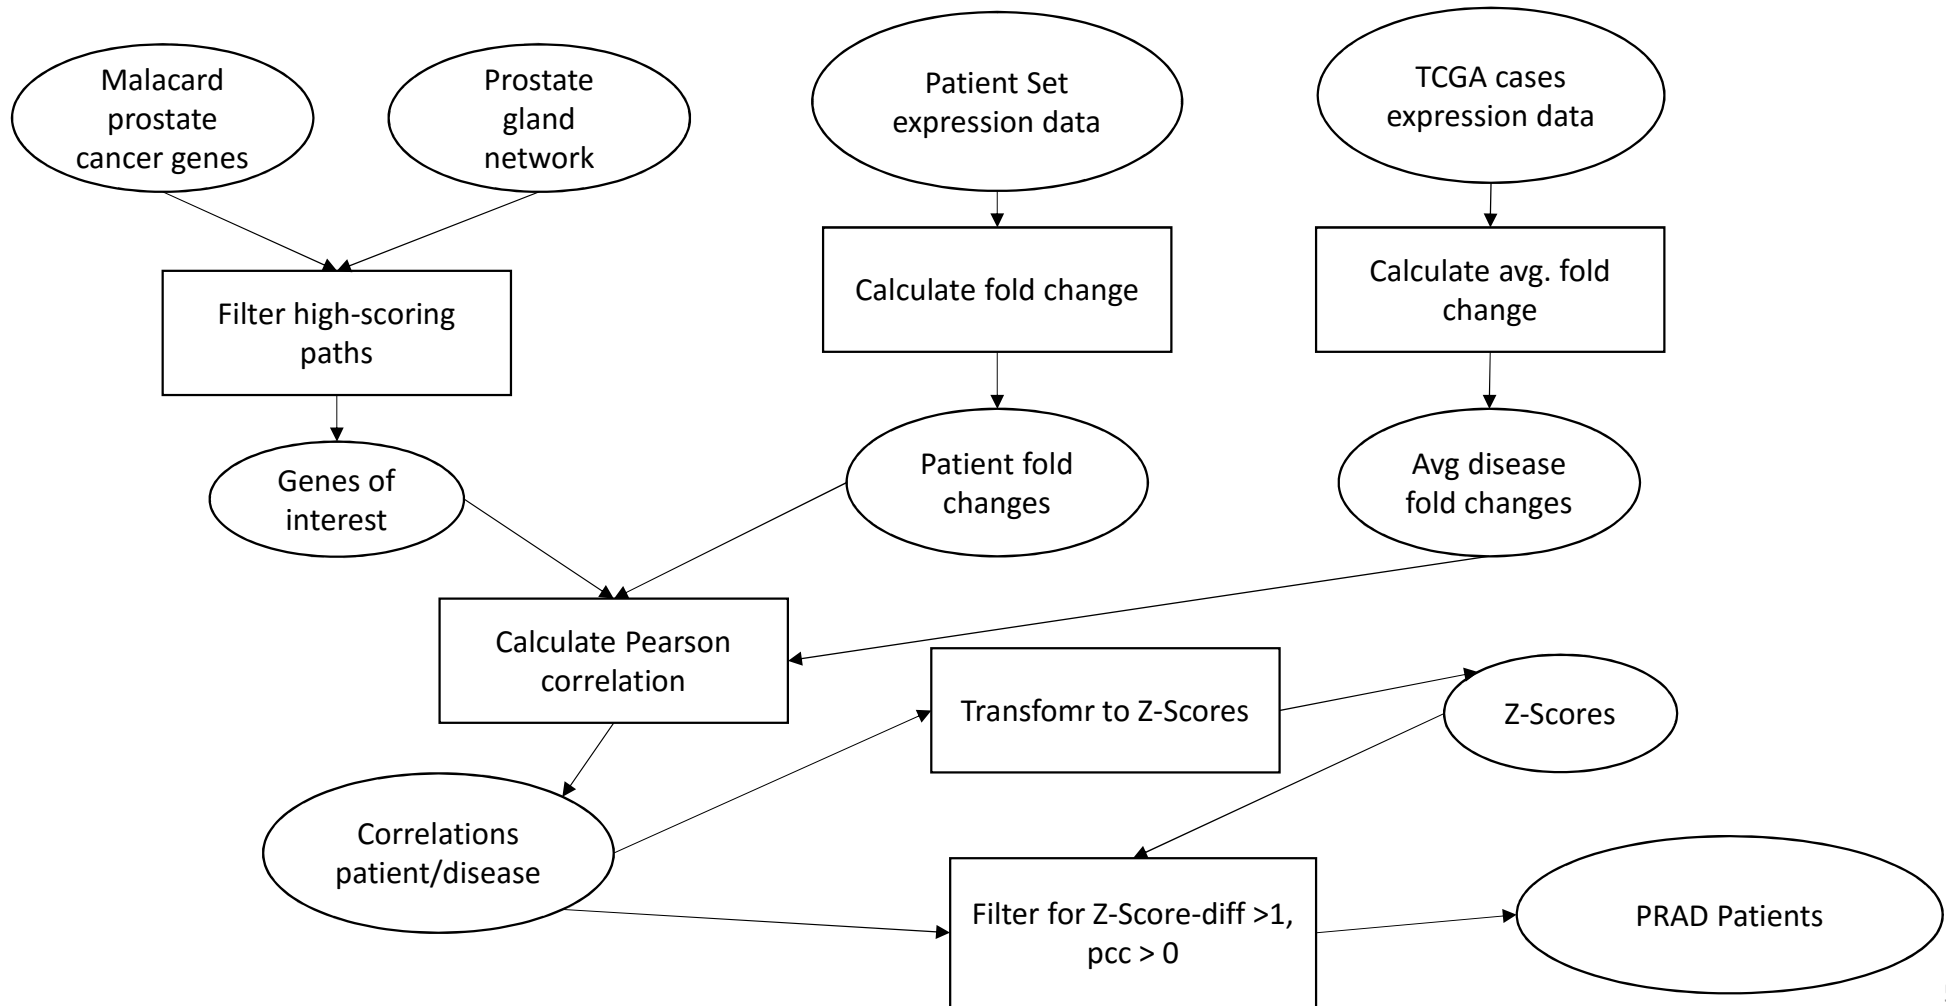 Malacard
prostate
cancer genes
Prostate
gland
network
Patient Set
expression data
TCGA cases
expression data
Filter high-scoring
paths
Calculate fold change
Calculate avg. fold
change
Genes of
interest
Patient fold
changes
Avg disease
fold changes
Calculate Pearson
correlation
Transfomr to Z-Scores
Z-Scores
Correlations
patient/disease
Filter for Z-Score-diff >1,
pcc > 0
PRAD Patients